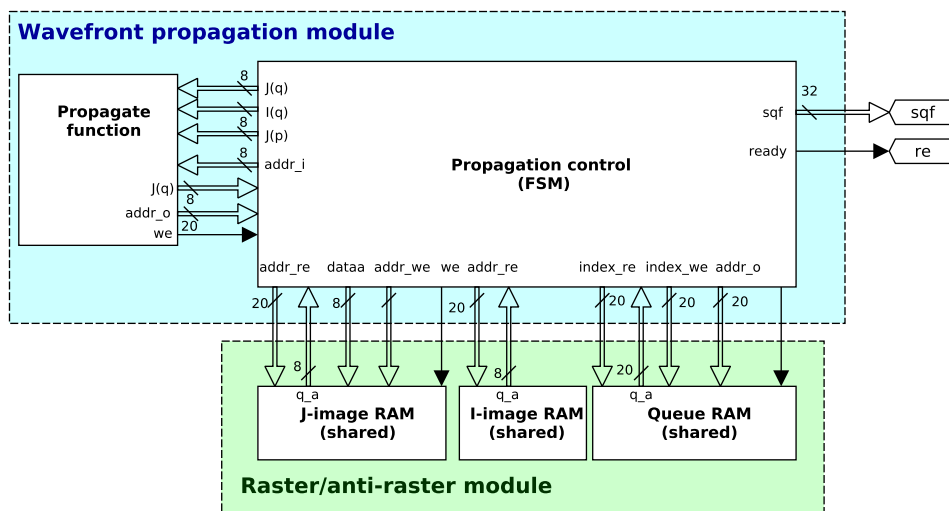 Wavefront propagation module
Propagate
function
8
J(q)
I(q)
8
J(p)
8
addr_i
J(q)
8
addr_o
20
we
Propagation control
(FSM)
sqf
32
sqf
ready
re
addr_re dataa addr_we we addr_re index_re index_we addr_o
20 8 20 20 20 20
8 8 20
q_a q_a q_a
J-image RAM
(shared)
I-image RAM
(shared)
Queue RAM
(shared)
Raster/anti-raster module